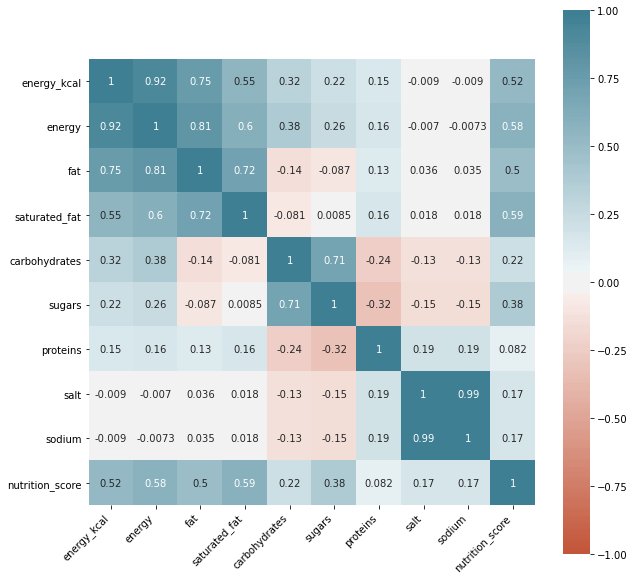 energy_kcal 1 0.92 0.75 0.55 0.32 0.22 0.15 -0.009 -0.009 0.52
energy 0.92 1 0.81 0.6 0.38 0.26 0.16 -0.007 -0.0073 0.58
fat 0.75 0.81 1 0.72 -0.14 -0.087 0.13 0.036 0.035 0.5
saturated_fat 0.55 0.6 0.72 1 -0.081 0.0085 0.16 0.018 0.018 0.59
carbohydrates 0.32 0.38 -0.14 -0.081 1 0.71 -0.24 -0.13 -0.13 0.22
sugars 0.22 0.26 -0.087 0.0085 0.71 1 -0.32 -0.15 -0.15 0.38
proteins 0.15 0.16 0.13 0.16 -0.24 -0.32 1 0.19 0.19 0.082
salt -0.009 -0.007 0.036 0.018 -0.13 -0.15 0.19 1 0.99 0.17
sodium -0.009 -0.0073 0.035 0.018 -0.13 -0.15 0.19 0.99 1 0.17
nutrition_score 0.52 0.58 0.5 0.59 0.22 0.38 0.082 0.17 0.17 1
energy_kcal energy fat saturated_fat carbohydrates sugars proteins salt sodium nutrition_score
1.00
0.75
0.50
0.25
0.00
−0.25
−0.50
−0.75
−1.00